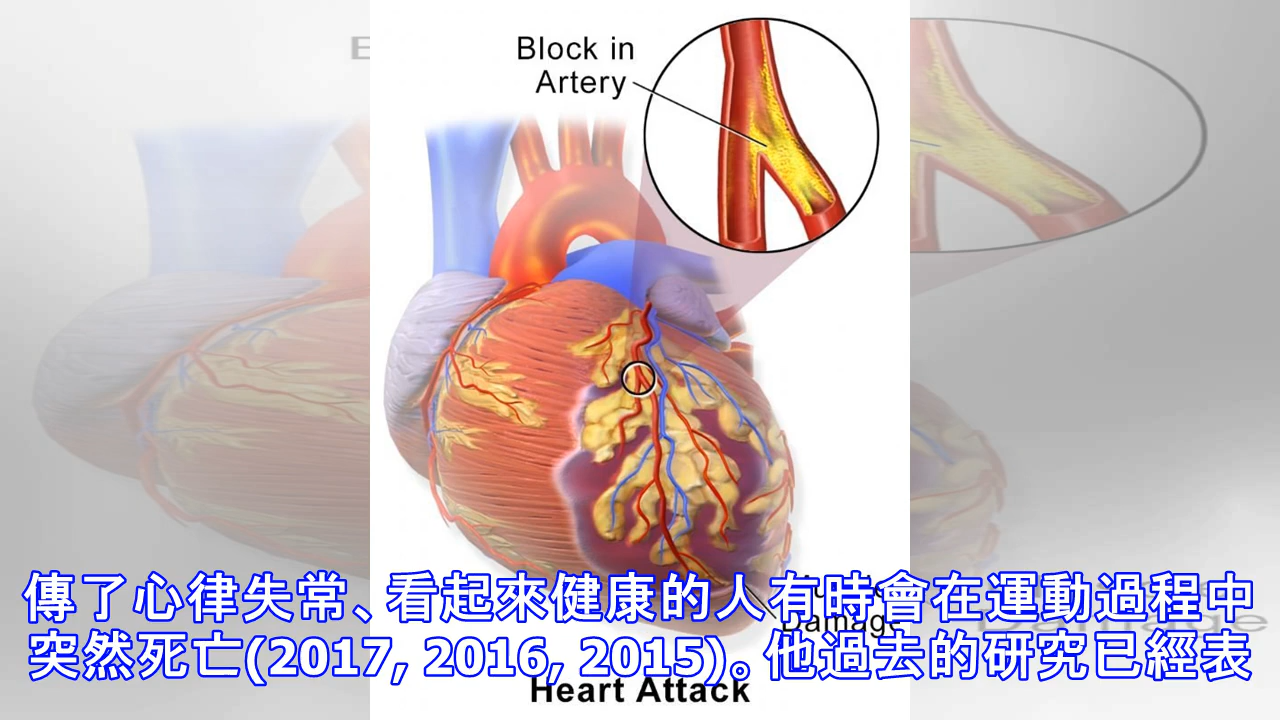 Block in
Artery
傳了心律失常、看起來健康的人有時會在運動過程中
Damage
突然死亡(2017, 2016, 2015)。他過去的研究已經表
Heart Attack